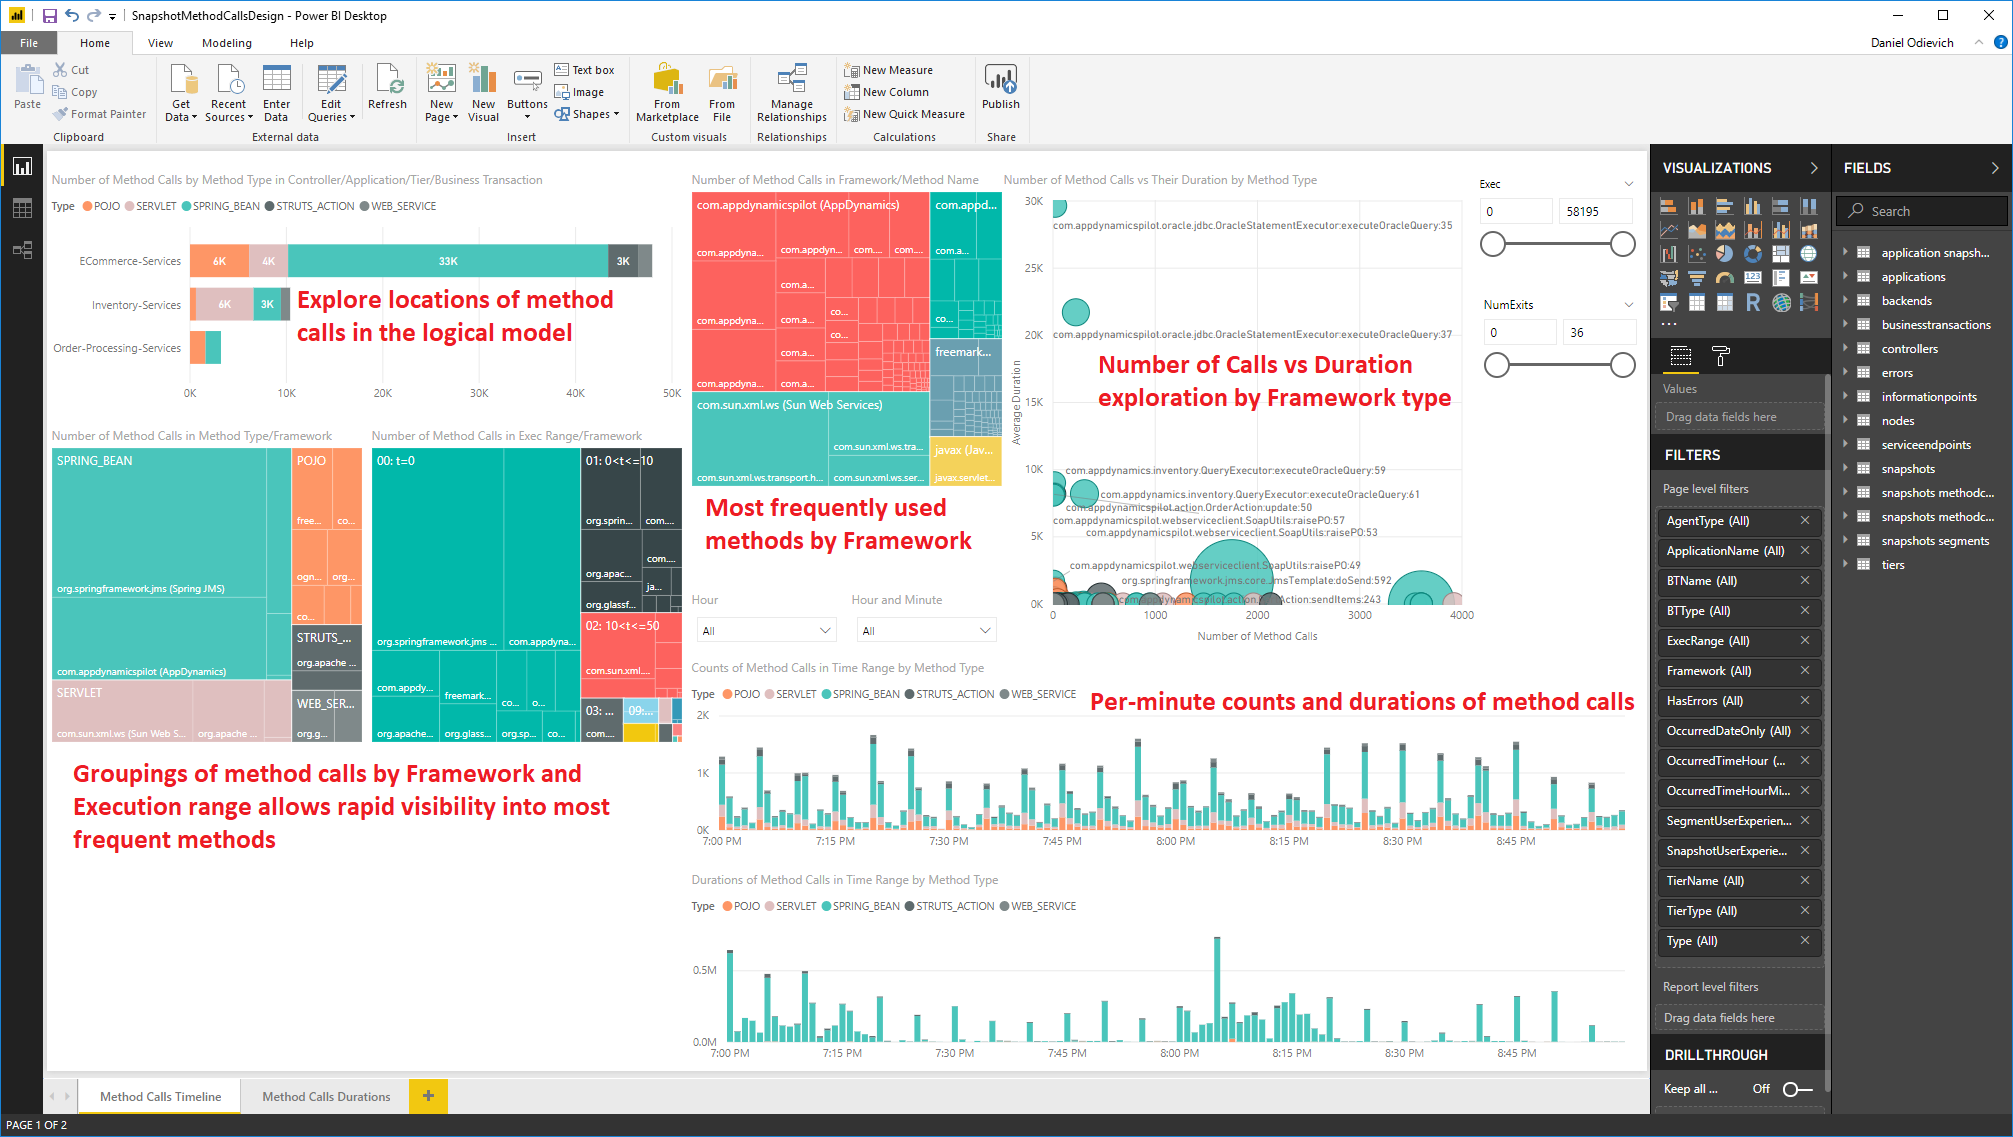 SnapshotMethodCallsDesign - Power BI Desktop
File
Home
View
Modeling
Help
Daniel Odievich
Paste
Cut
Copy
Format Painter
Clipboard
Get Data
Recent Sources
Enter Data
Edit Queries
Refresh
External data
New Page
New Visual
Buttons
Text box
Image
Shapes
Insert
From Marketplace
From File
Custom visuals
Manage Relationships
Relationships
New Measure
New Column
New Quick Measure
Calculations
Publish
Share
Number of Method Calls by Method Type in Controller/Application/Tier/Business Transaction
Type POJO SERVLET SPRING_BEAN STRUTS_ACTION WEB_SERVICE
ECommerce-Services 6K 4K 33K 3K
Inventory-Services 6K 3K
Order-Processing-Services
0K 10K 20K 30K 40K 50K
Explore locations of method
calls in the logical model
Number of Method Calls in Method Type/Framework
SPRING_BEAN
org.springframework.jms (Spring JMS)
com.appdynamicspilot (AppDynamics)
SERVLET
com.sun.xml.ws (Sun Web S...
org.apache ...
POJO
free...
co...
ogn...
org...
co...
STRUTS_...
org.apache ...
WEB_SER...
org.g...
Number of Method Calls in Exec Range/Framework
00: t=0
org.springframework.jms ...
com.appdyna...
com.appdy...
freemark...
co...
o...
org.apache...
org.glass...
org.sp...
co...
01: 0<t<=10
org.sprin...
com....
org.apac...
com....
ja...
org.glassf...
02: 10<t<=50
com.sun.xml....
03: ...
09:...
com....
Groupings of method calls by Framework and
Execution range allows rapid visibility into most
frequent methods
Number of Method Calls in Framework/Method Name
com.appdynamicspilot (AppDynamics)
com.appdyna...
com.appdyn...
com....
com....
com.appdyna...
com.a...
com.a...
co...
co...
com.a...
com.appdyna...
com.a...
com.appd...
com.a...
co...
freemark...
com.sun.xml.ws (Sun Web Services)
com.sun.xml.ws.tra...
com.sun.xml.ws.transport.h...
com.sun.xml.ws.ser...
javax (Jav...
javax.servlet...
Most frequently used
methods by Framework
Number of Method Calls vs Their Duration by Method Type
Average Duration
30K
25K
20K
15K
10K
5K
0K
com.appdynamicspilot.oracle.jdbc.OracleStatementExecutor:executeOracleQuery:35
com.appdynamicspilot.oracle.jdbc.OracleStatementExecutor:executeOracleQuery:37
Number of Calls vs Duration
exploration by Framework type
com.appdynamics.inventory.QueryExecutor:executeOracleQuery:59
com.appdynamics.inventory.QueryExecutor:executeOracleQuery:61
com.appdynamicspilot.action.OrderAction:update:50
com.appdynamicspilot.webserviceclient.SoapUtils:raisePO:57
com.appdynamicspilot.webserviceclient.SoapUtils:raisePO:53
com.appdynamicspilot.webserviceclient.SoapUtils:raisePO:49
org.springframework.jms.core.JmsTemplate:doSend:592
com.appdynamicspilot.action. Action:sendItems:243
0 1000 2000 3000 4000
Number of Method Calls
Exec
0 58195
NumExits
0 36
Hour
All
Hour and Minute
All
Counts of Method Calls in Time Range by Method Type
Type POJO SERVLET SPRING_BEAN STRUTS_ACTION WEB_SERVICE
Per-minute counts and durations of method calls
2K
1K
0K
7:00 PM 7:15 PM 7:30 PM 7:45 PM 8:00 PM 8:15 PM 8:30 PM 8:45 PM
Durations of Method Calls in Time Range by Method Type
Type POJO SERVLET SPRING_BEAN STRUTS_ACTION WEB_SERVICE
0.5M
0.0M
7:00 PM 7:15 PM 7:30 PM 7:45 PM 8:00 PM 8:15 PM 8:30 PM 8:45 PM
VISUALIZATIONS
Values
Drag data fields here
FILTERS
Page level filters
AgentType (All)
ApplicationName (All)
BTName (All)
BTType (All)
ExecRange (All)
Framework (All)
HasErrors (All)
OccurredDateOnly (All)
OccurredTimeHour (...
OccurredTimeHourMi...
SegmentUserExperien...
SnapshotUserExperie...
TierName (All)
TierType (All)
Type (All)
Report level filters
Drag data fields here
DRILLTHROUGH
Keep all ... Off
FIELDS
Search
application snapsh...
applications
backends
businesstransactions
controllers
errors
informationpoints
nodes
serviceendpoints
snapshots
snapshots methodc...
snapshots methodc...
snapshots segments
tiers
Method Calls Timeline
Method Calls Durations
PAGE 1 OF 2